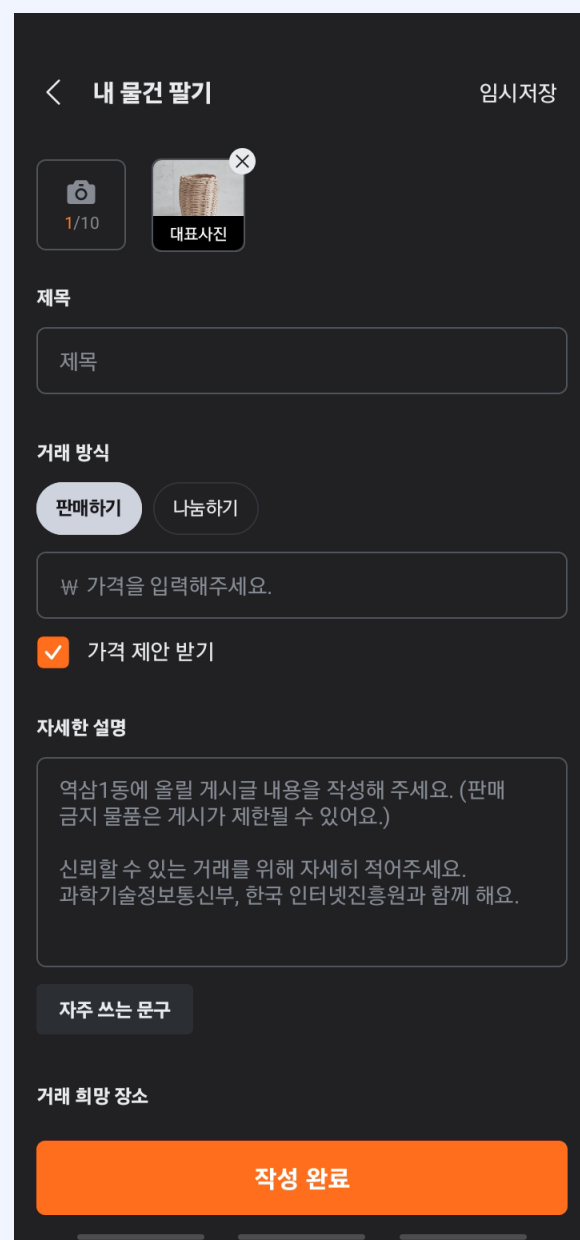 내 물건 팔기
임시저장
1/10
대표사진
제목
제목
거래 방식
판매하기
나눔하기
₩ 가격을 입력해주세요.
가격 제안 받기
자세한 설명
역삼1동에 올릴 게시글 내용을 작성해 주세요. (판매
금지 물품은 게시가 제한될 수 있어요.)
신뢰할 수 있는 거래를 위해 자세히 적어주세요.
과학기술정보통신부, 한국 인터넷진흥원과 함께 해요.
자주 쓰는 문구
거래 희망 장소
작성 완료